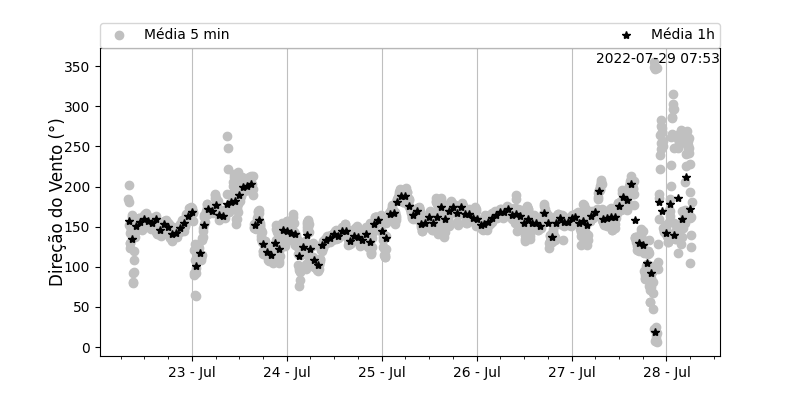 Média 5 min
Média 1h
2022-07-29 07:53
Direção do Vento (°)
350
300
250
200
150
100
50
0
23 - Jul
24 - Jul
25 - Jul
26 - Jul
27 - Jul
28 - Jul